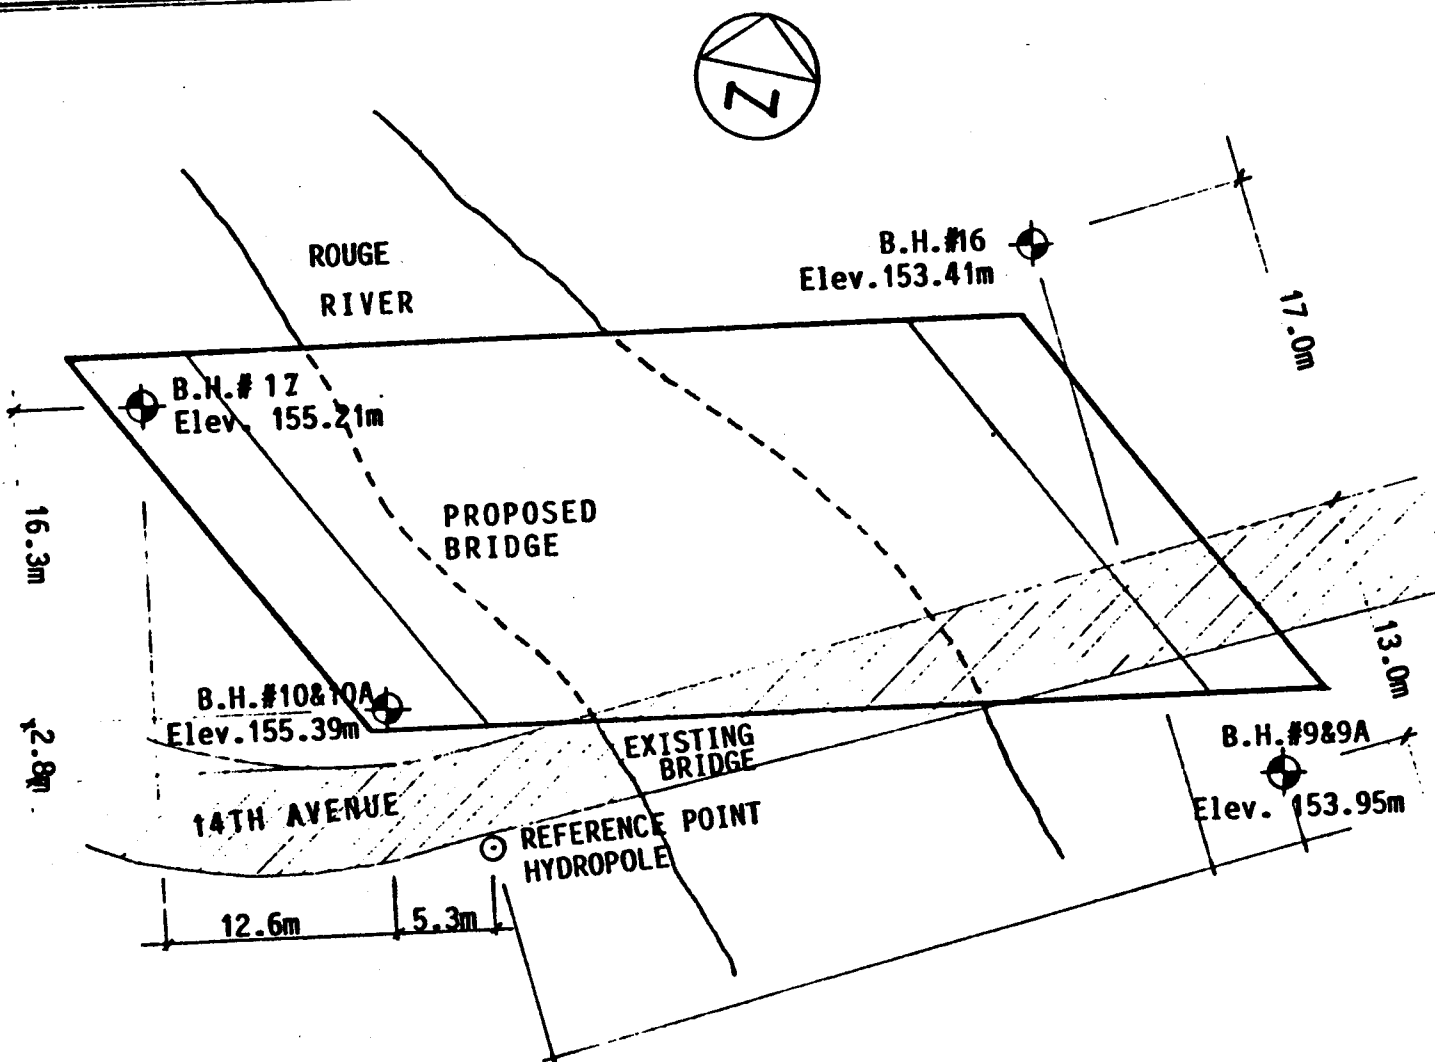 N
ROUGE
RIVER
B.H.#16
Elev.153.41m
17.0m
B.H.# 17
Elev. 155.21m
16.3m
PROPOSED
BRIDGE
13.0m
B.H.#10&10A
Elev.155.39m
2.8m
EXISTING
BRIDGE
B.H.#9&9A
Elev. 153.95m
14TH AVENUE
REFERENCE POINT
HYDROPOLE
12.6m
5.3m